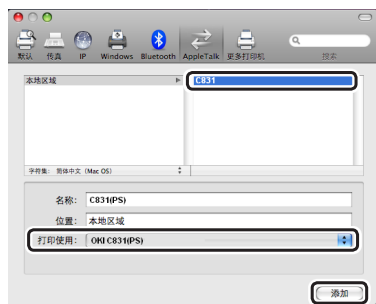 默认 传真 IP Windows Bluetooth AppleTalk 更多打印机 搜索
本地区域 C831
字符集: 简体中文 (Mac OS)
名称: C831(PS)
位置: 本地区域
打印使用: OKI C831(PS)
添加